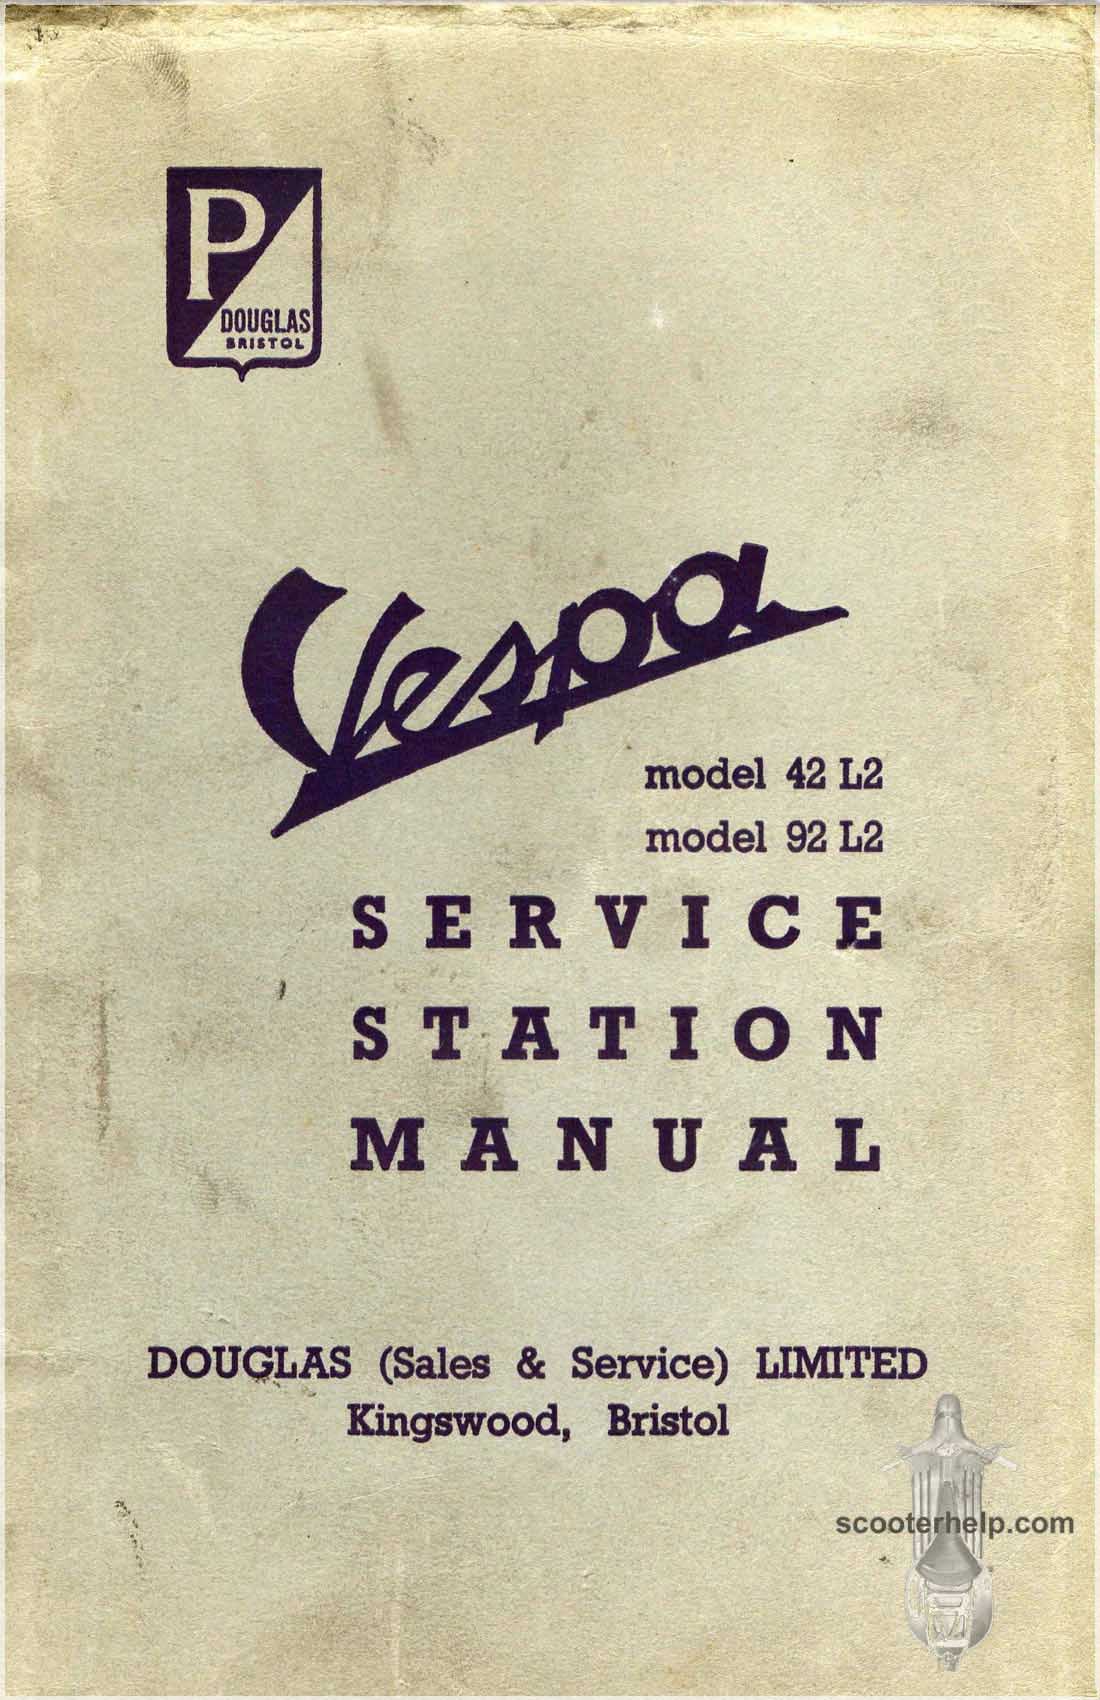 P
DOUGLAS
BRISTOL
Vespa
model 42 L2
model 92 L2
SERVICE
STATION
MANUAL
DOUGLAS (Sales & Service) LIMITED
Kingswood, Bristol
scooterhelp.com